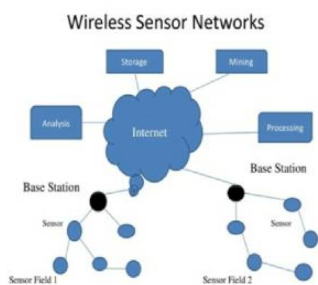 Wireless Sensor Networks
Storage
Mining
Analysis
Internet
Processing
Base Station
Base Station
Sensor
Sensor
Sensor Field 1
Sensor Field 2